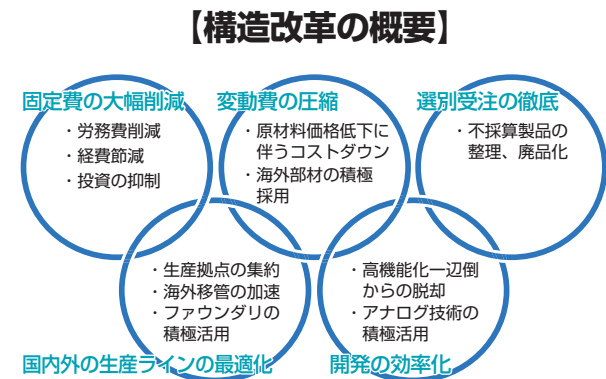 【構造改革の概要】
固定費の大幅削減
・労務費削減
・経費節減
・投資の抑制
変動費の圧縮
・原材料価格低下に
伴うコストダウン
・海外部材の積極
採用
選別受注の徹底
・不採算製品の
整理、廃品化
・生産拠点の集約
・海外移管の加速
・ファウンダリの
積極活用
国内外の生産ラインの最適化
・高機能化一辺倒
からの脱却
・アナログ技術の
積極活用
開発の効率化